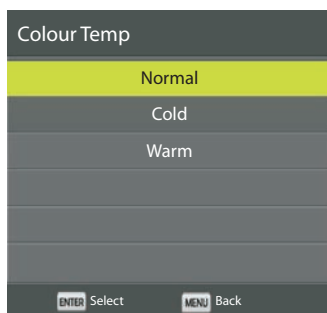 Colour Temp
Normal
Cold
Warm
ENTER Select MENU Back